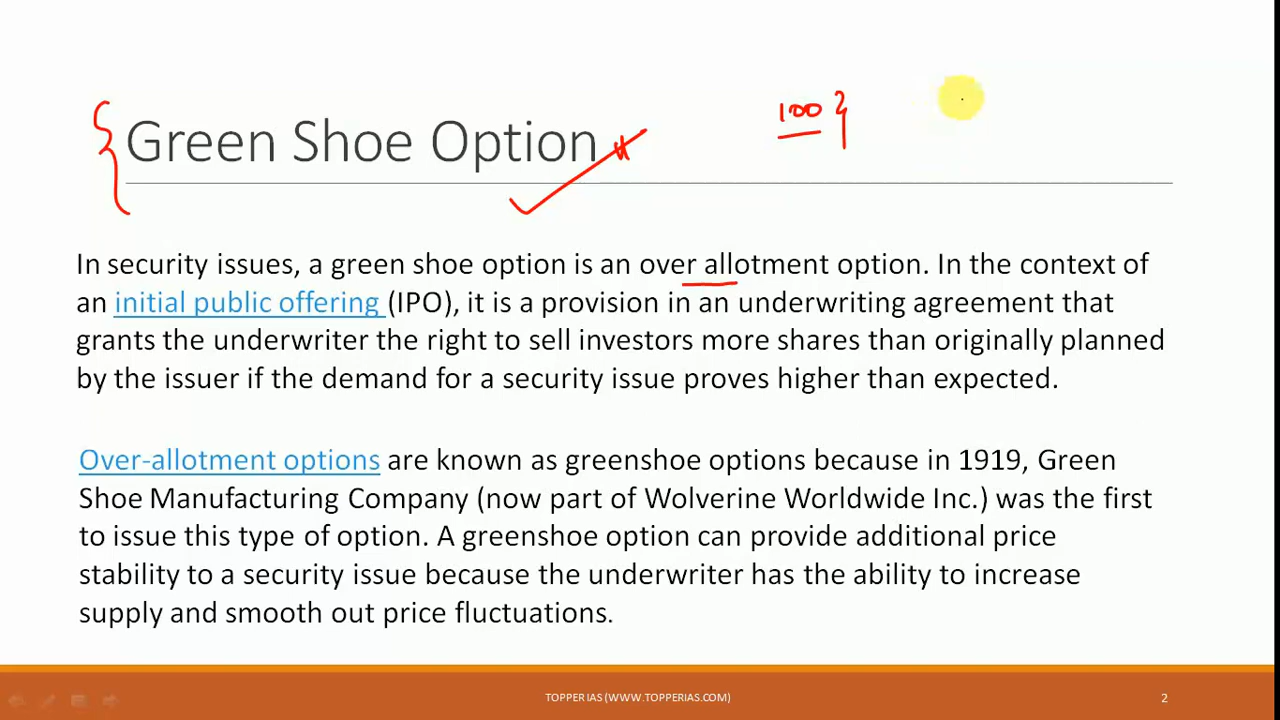 Green Shoe Option
100
In security issues, a green shoe option is an over allotment option. In the context of
an initial public offering (IPO), it is a provision in an underwriting agreement that
grants the underwriter the right to sell investors more shares than originally planned
by the issuer if the demand for a security issue proves higher than expected.
Over-allotment options are known as greenshoe options because in 1919, Green
Shoe Manufacturing Company (now part of Wolverine Worldwide Inc.) was the first
to issue this type of option. A greenshoe option can provide additional price
stability to a security issue because the underwriter has the ability to increase
supply and smooth out price fluctuations.
TOPPER IAS (WWW.TOPPERIAS.COM)
2